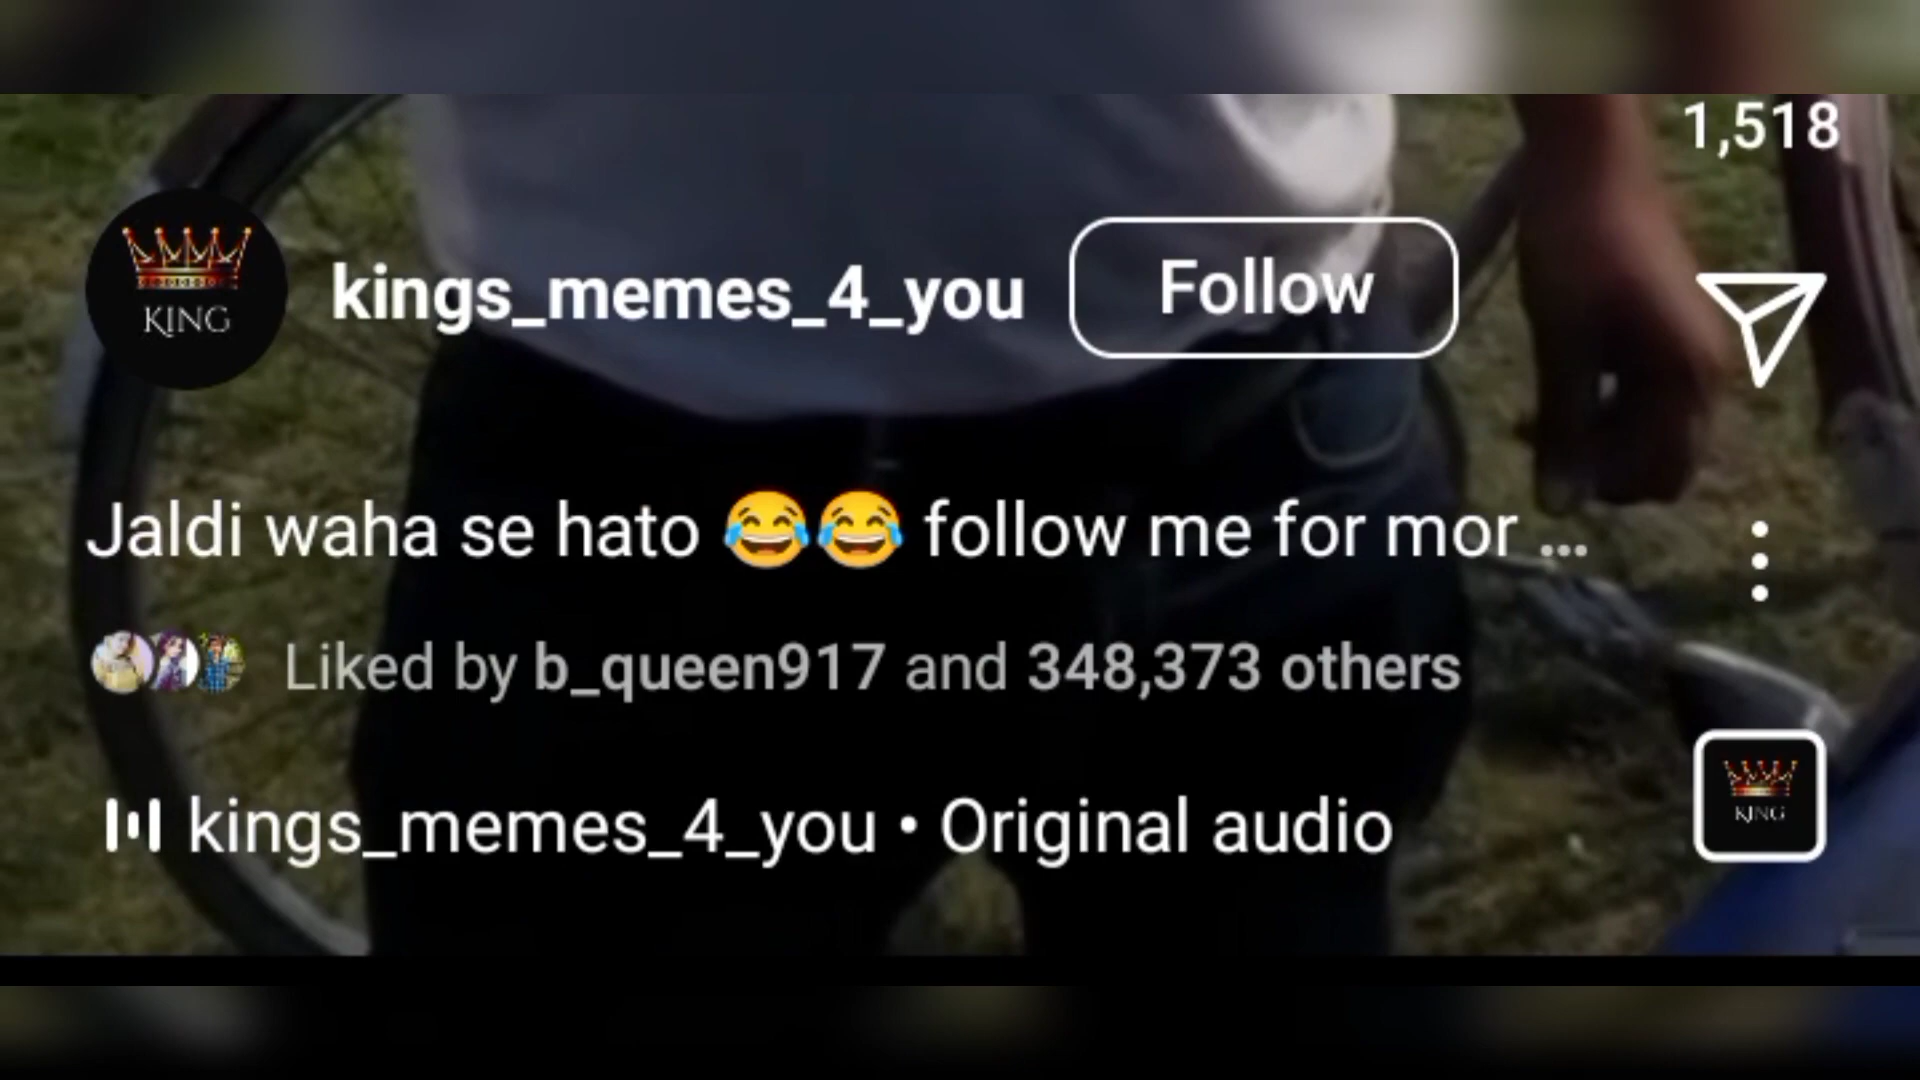 1,518
KING
kings_memes_4_you
Follow
Jaldi waha se hato 😂😂 follow me for mor ...
Liked by b_queen917 and 348,373 others
kings_memes_4_you • Original audio
KING